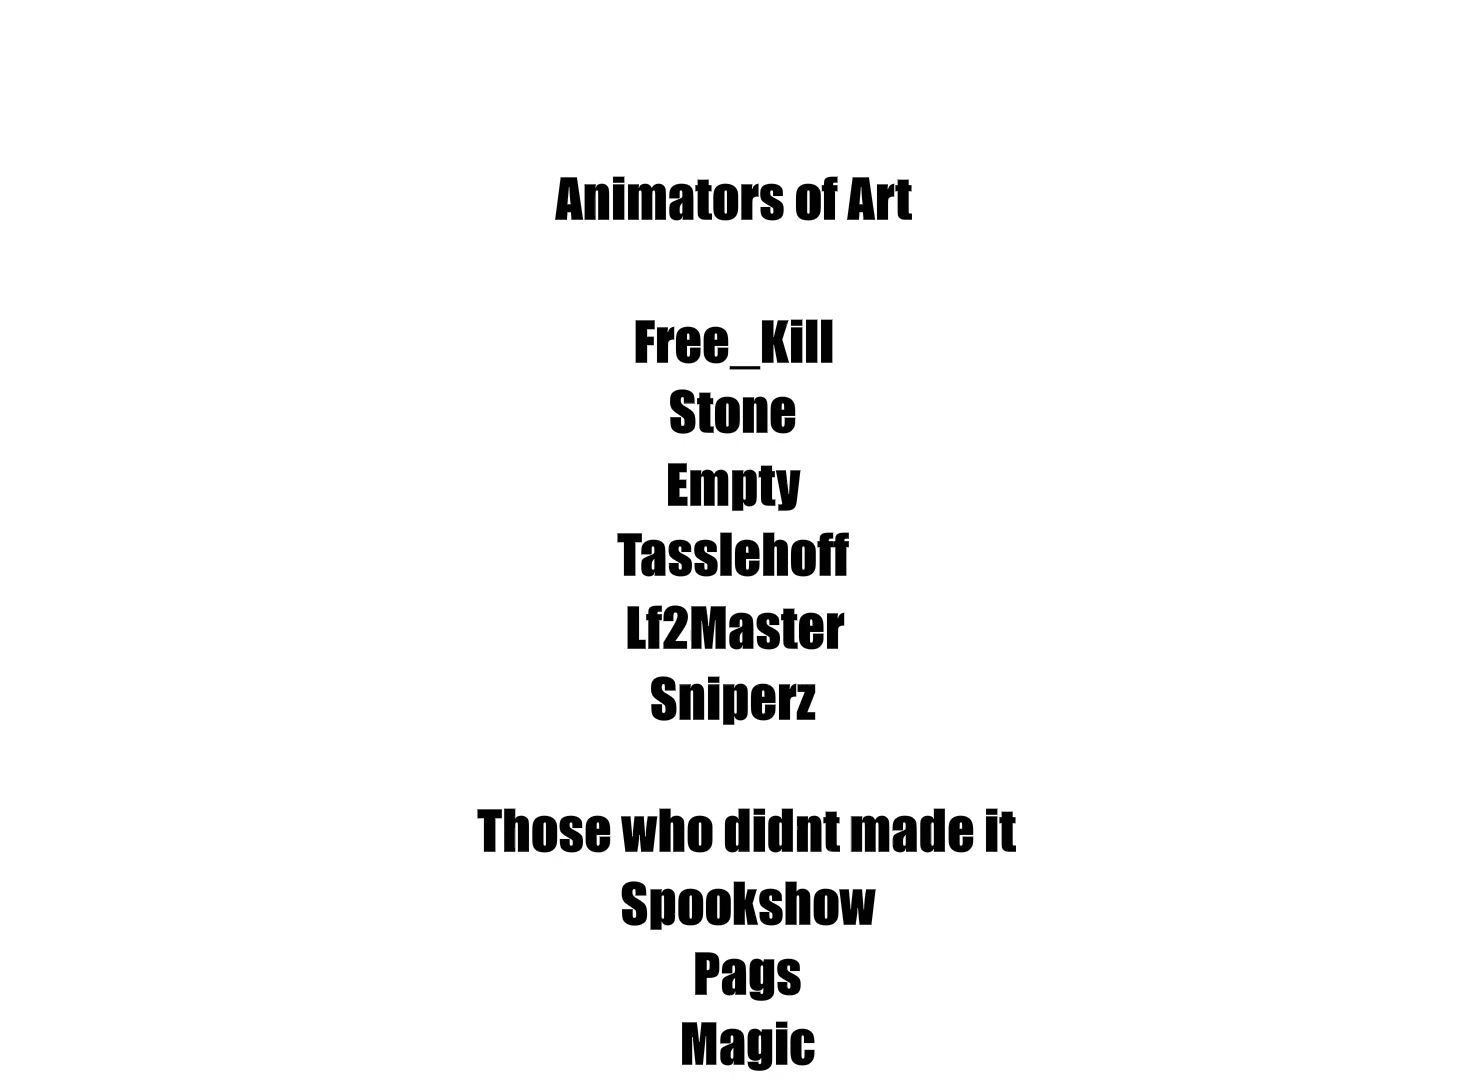 Animators of Art
Free_Kill
Stone
Empty
Tasslehoff
Lf2Master
Sniperz
Those who didnt made it
Spookshow
Pags
Magic